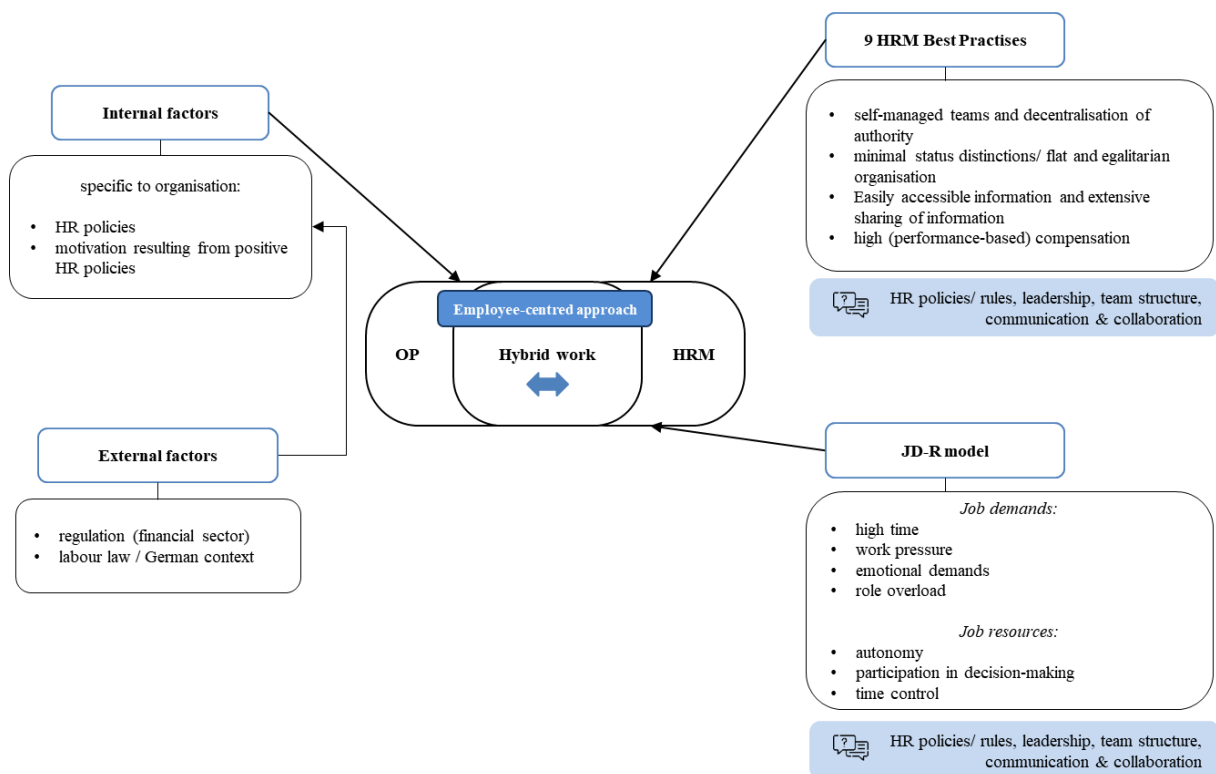 9 HRM Best Practises
Internal factors
• self-managed teams and decentralisation of
authority
• minimal status distinctions/ flat and egalitarian
organisation
• Easily accessible information and extensive
sharing of information
• high (performance-based) compensation
specific to organisation:
• HR policies
• motivation resulting from positive
HR policies
HR policies/ rules, leadership, team structure,
communication & collaboration
Employee-centred approach
OP
Hybrid work
HRM
External factors
• regulation (financial sector)
• labour law / German context
JD-R model
Job demands:
• high time
• work pressure
• emotional demands
• role overload
Job resources:
• autonomy
• participation in decision-making
• time control
HR policies/ rules, leadership, team structure,
communication & collaboration